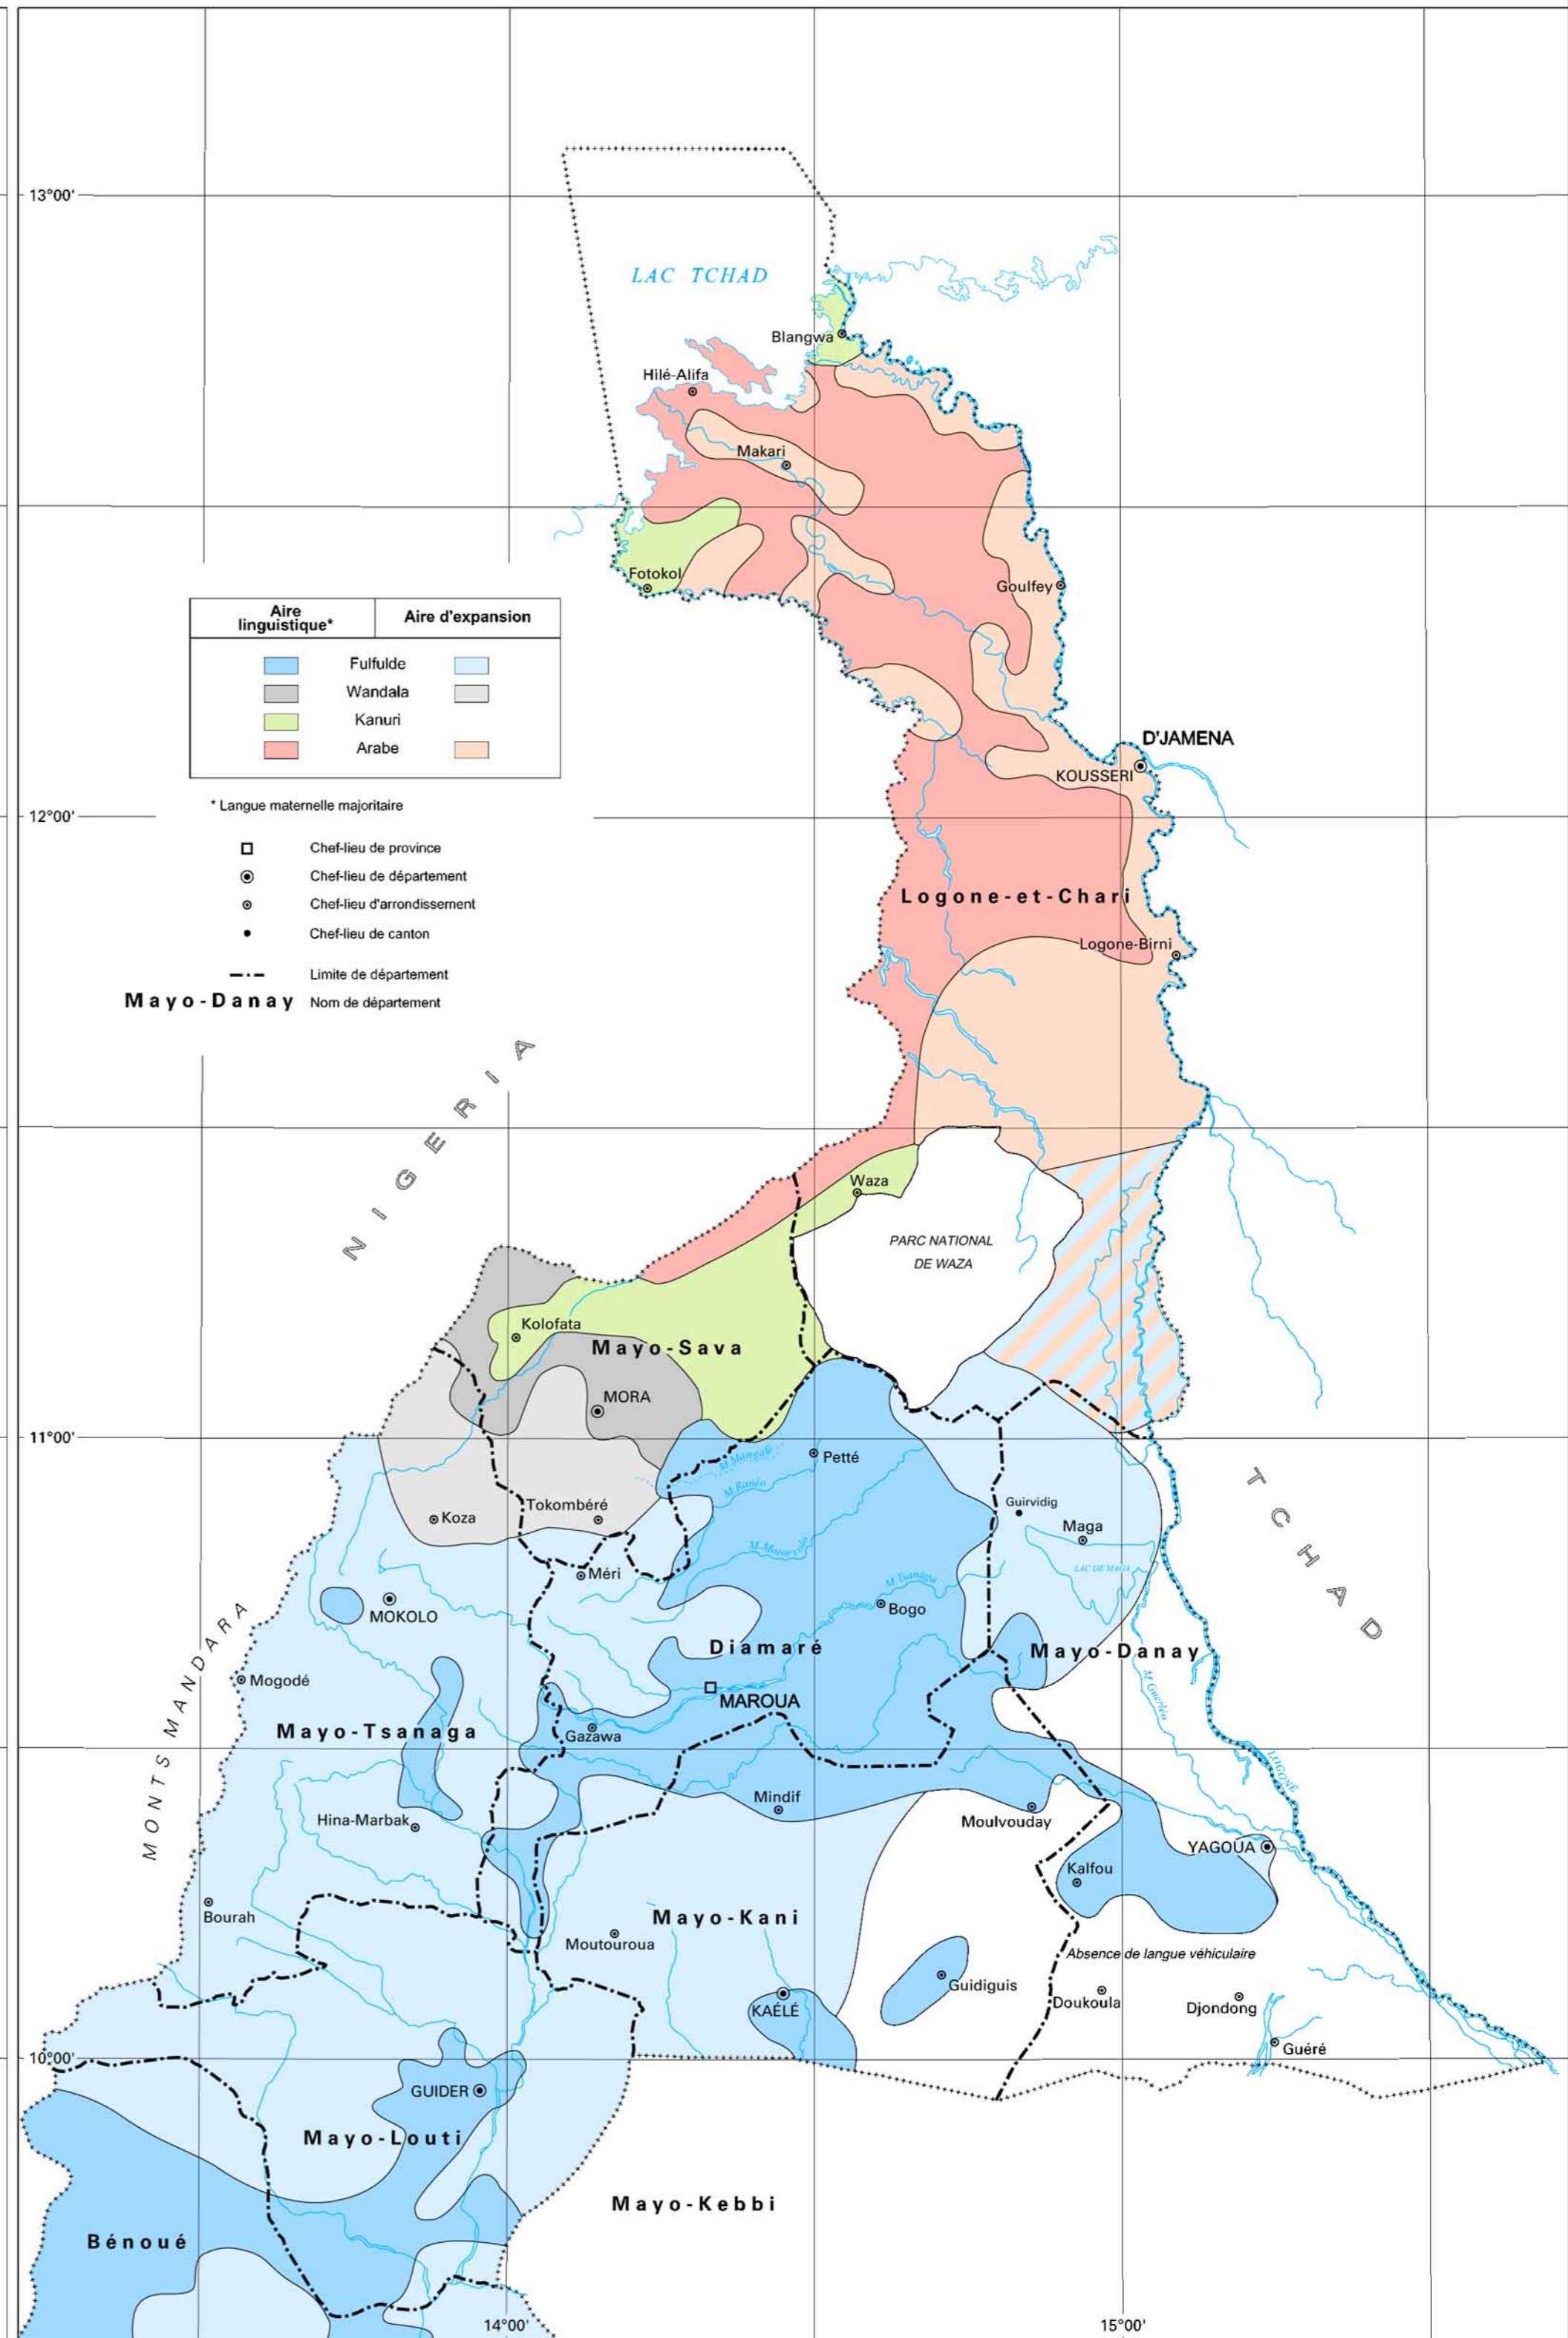 13°00'
LAC TCHAD
Blangwa
Hilé-Alifa
Makari
Fotokol
Goulfey
Aire linguistique*
Aire d'expansion
Fulfulde
Wandala
Kanuri
Arabe
* Langue maternelle majoritaire
Chef-lieu de province
Chef-lieu de département
Chef-lieu d'arrondissement
Chef-lieu de canton
Limite de département
Mayo-Danay
Nom de département
12°00'
D'JAMENA
KOUSSERI
Logone-et-Chari
Logone-Birni
NIGERIA
Waza
PARC NATIONAL
DE WAZA
Kolofata
Mayo-Sava
MORA
11°00'
M. Mangafé
Petté
M. Ranéo
TCHAD
Guirvidig
Koza
Tokombéré
Maga
LAC DE MAGA
Méri
M. Tsanaga
MOKOLO
Bogo
Diamaré
Mayo-Danay
MONTS MANDARA
Mogodé
MAROUA
M. Guerléo
Mayo-Tsanaga
Gazawa
LOGONE
Mindif
Hina-Marbak
Moulvouday
YAGOUA
Kalfou
Bourah
Mayo-Kani
Moutouroua
Absence de langue véhiculaire
Guidiguis
KAÉLÉ
Doukoula
Djondong
Guéré
10°00'
GUIDER
Mayo-Louti
Mayo-Kebbi
Bénoué
14°00'
15°00'